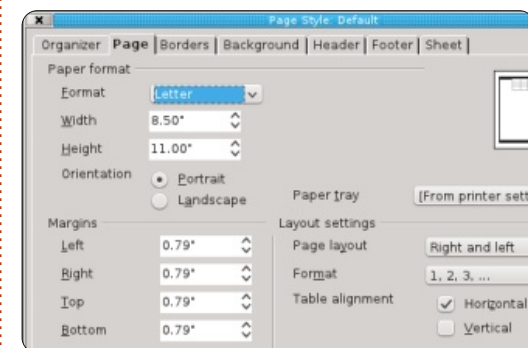 Page Style: Default
Organizer Page Borders Background Header Footer Sheet
Paper format
Format Letter
Width 8.50"
Height 11.00"
Orientation Portrait
Landscape
Paper tray [From printer sett
Margins
Left 0.79"
Right 0.79"
Top 0.79"
Bottom 0.79"
Layout settings
Page layout Right and left
Format 1, 2, 3, ...
Table alignment Horizontal
Vertical